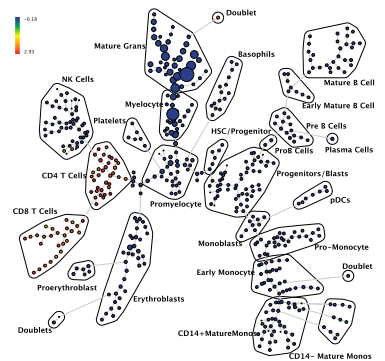 Doublet
-0.18
Mature Grans
2.93
Basophils
NK Cells
Mature B Cell
Myelocyte
Early Mature B Cell
Platelets
HSC/Progenitor
Pre B Cells
ProB Cells
Plasma Cells
CD4 T Cells
Progenitors/Blasts
pDCs
Promyelocyte
CD8 T Cells
Monoblasts
Pro-Monocyte
Early Monocyte
Doublet
Proerythroblast
Erythroblasts
Doublets
CD14+MatureMonos
CD14- Mature Monos